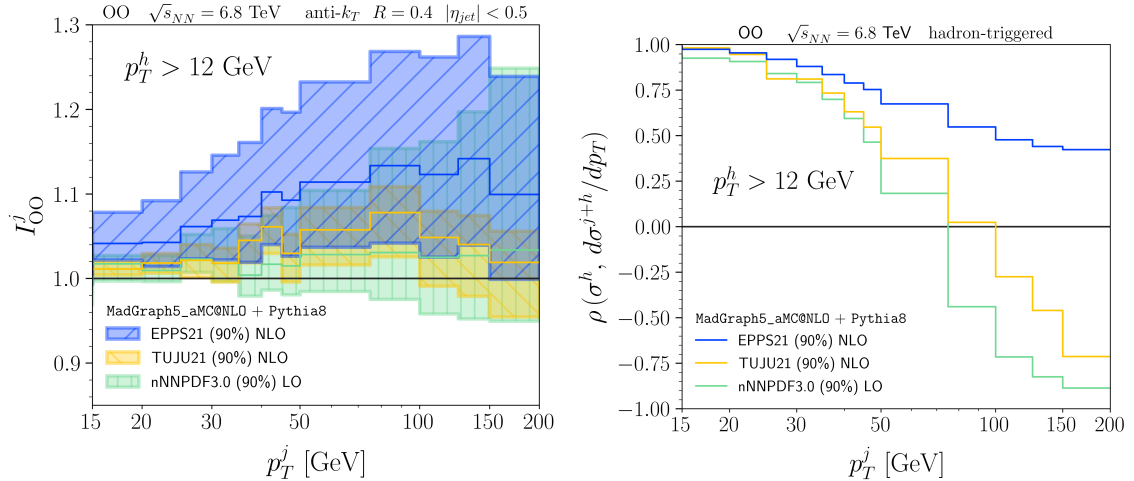 OO √s_NN = 6.8 TeV anti-k_T R = 0.4 |η_jet| < 0.5
1.3
1.2
1.1
1.0
0.9
I^j_OO
p_T^h > 12 GeV
MadGraph5_aMC@NLO + Pythia8
EPPS21 (90%) NLO
TUJU21 (90%) NLO
nNNPDF3.0 (90%) LO
15 20 30 50 100 150 200
p_T^j [GeV]
OO √s_NN = 6.8 TeV hadron-triggered
1.00
0.75
0.50
0.25
0.00
−0.25
−0.50
−0.75
−1.00
ρ (σ^h, dσ^{j+h}/dp_T)
p_T^h > 12 GeV
MadGraph5_aMC@NLO + Pythia8
EPPS21 (90%) NLO
TUJU21 (90%) NLO
nNNPDF3.0 (90%) LO
15 20 30 50 100 150 200
p_T^j [GeV]